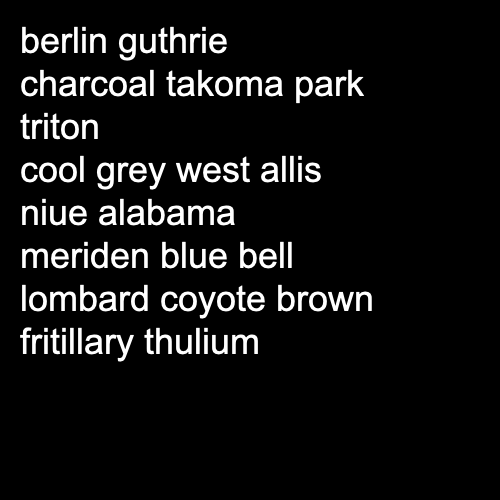 berlin guthrie
charcoal takoma park
triton
cool grey west allis
niue alabama
meriden blue bell
lombard coyote brown
fritillary thulium